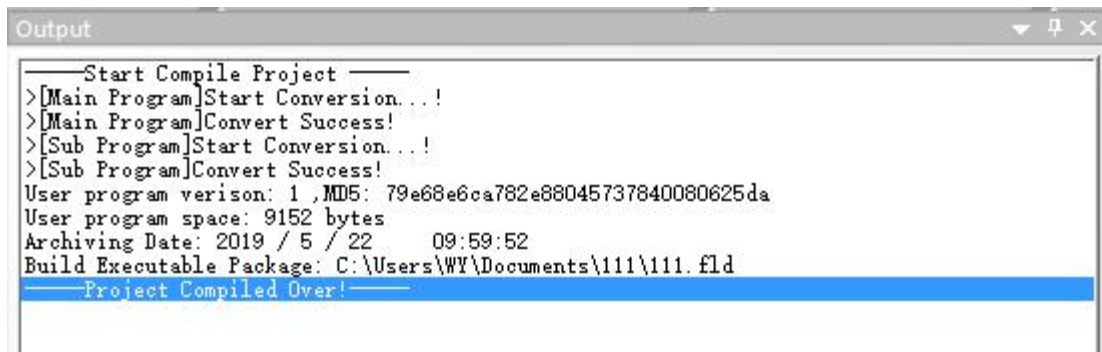 Output
────Start Compile Project ────
>[Main Program]Start Conversion...!
>[Main Program]Convert Success!
>[Sub Program]Start Conversion...!
>[Sub Program]Convert Success!
User program verison: 1 ,MD5: 79e68e6ca782e88045737840080625da
User program space: 9152 bytes
Archiving Date: 2019 / 5 / 22 09:59:52
Build Executable Package: C:\Users\WY\Documents\111\111.fld
────Project Compiled Over!────